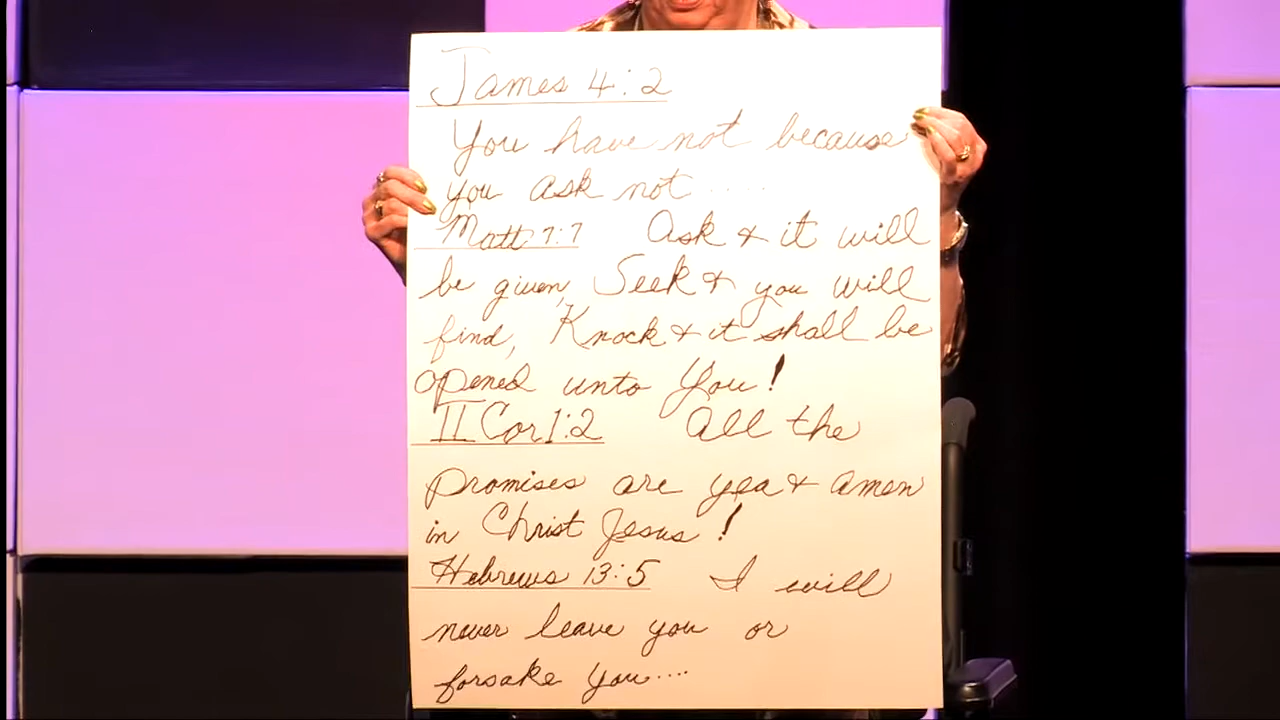 James 4:2
You have not because
you ask not .....
Matt 7:7 Ask & it will
be given, Seek & you will
find, Knock & it shall be
opened unto You!
II Cor 1:2 All the
promises are yea & amen
in Christ Jesus!
Hebrews 13:5 I will
never leave you or
forsake you....